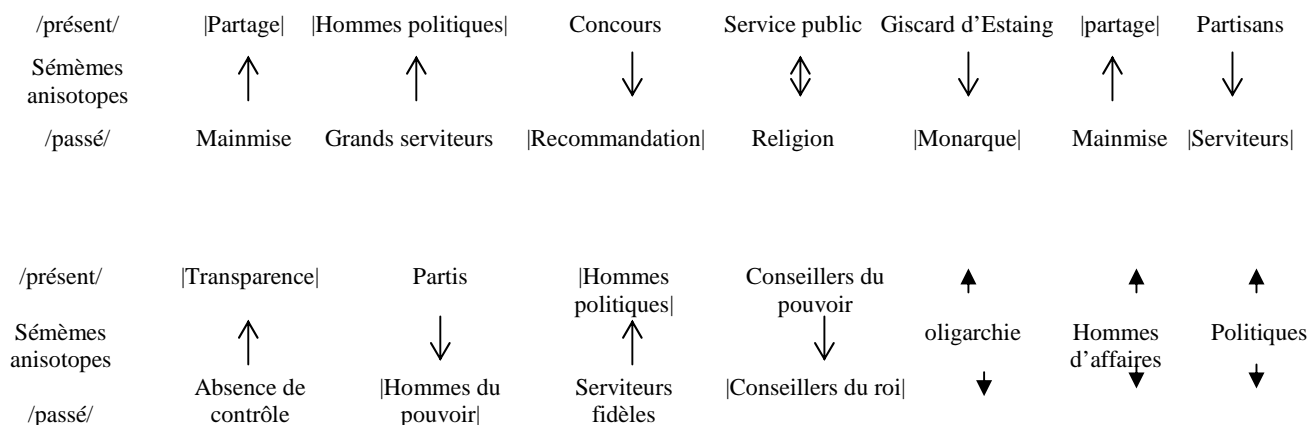 /présent/ |Partage| |Hommes politiques| Concours Service public Giscard d’Estaing |partage| Partisans
Sémèmes
anisotopes
/passé/ Mainmise Grands serviteurs |Recommandation| Religion |Monarque| Mainmise |Serviteurs|
/présent/ |Transparence| Partis |Hommes Conseillers du
politiques| pouvoir
Sémèmes oligarchie Hommes Politiques
anisotopes d’affaires
Absence de |Hommes du Serviteurs |Conseillers du roi|
/passé/ contrôle pouvoir| fidèles